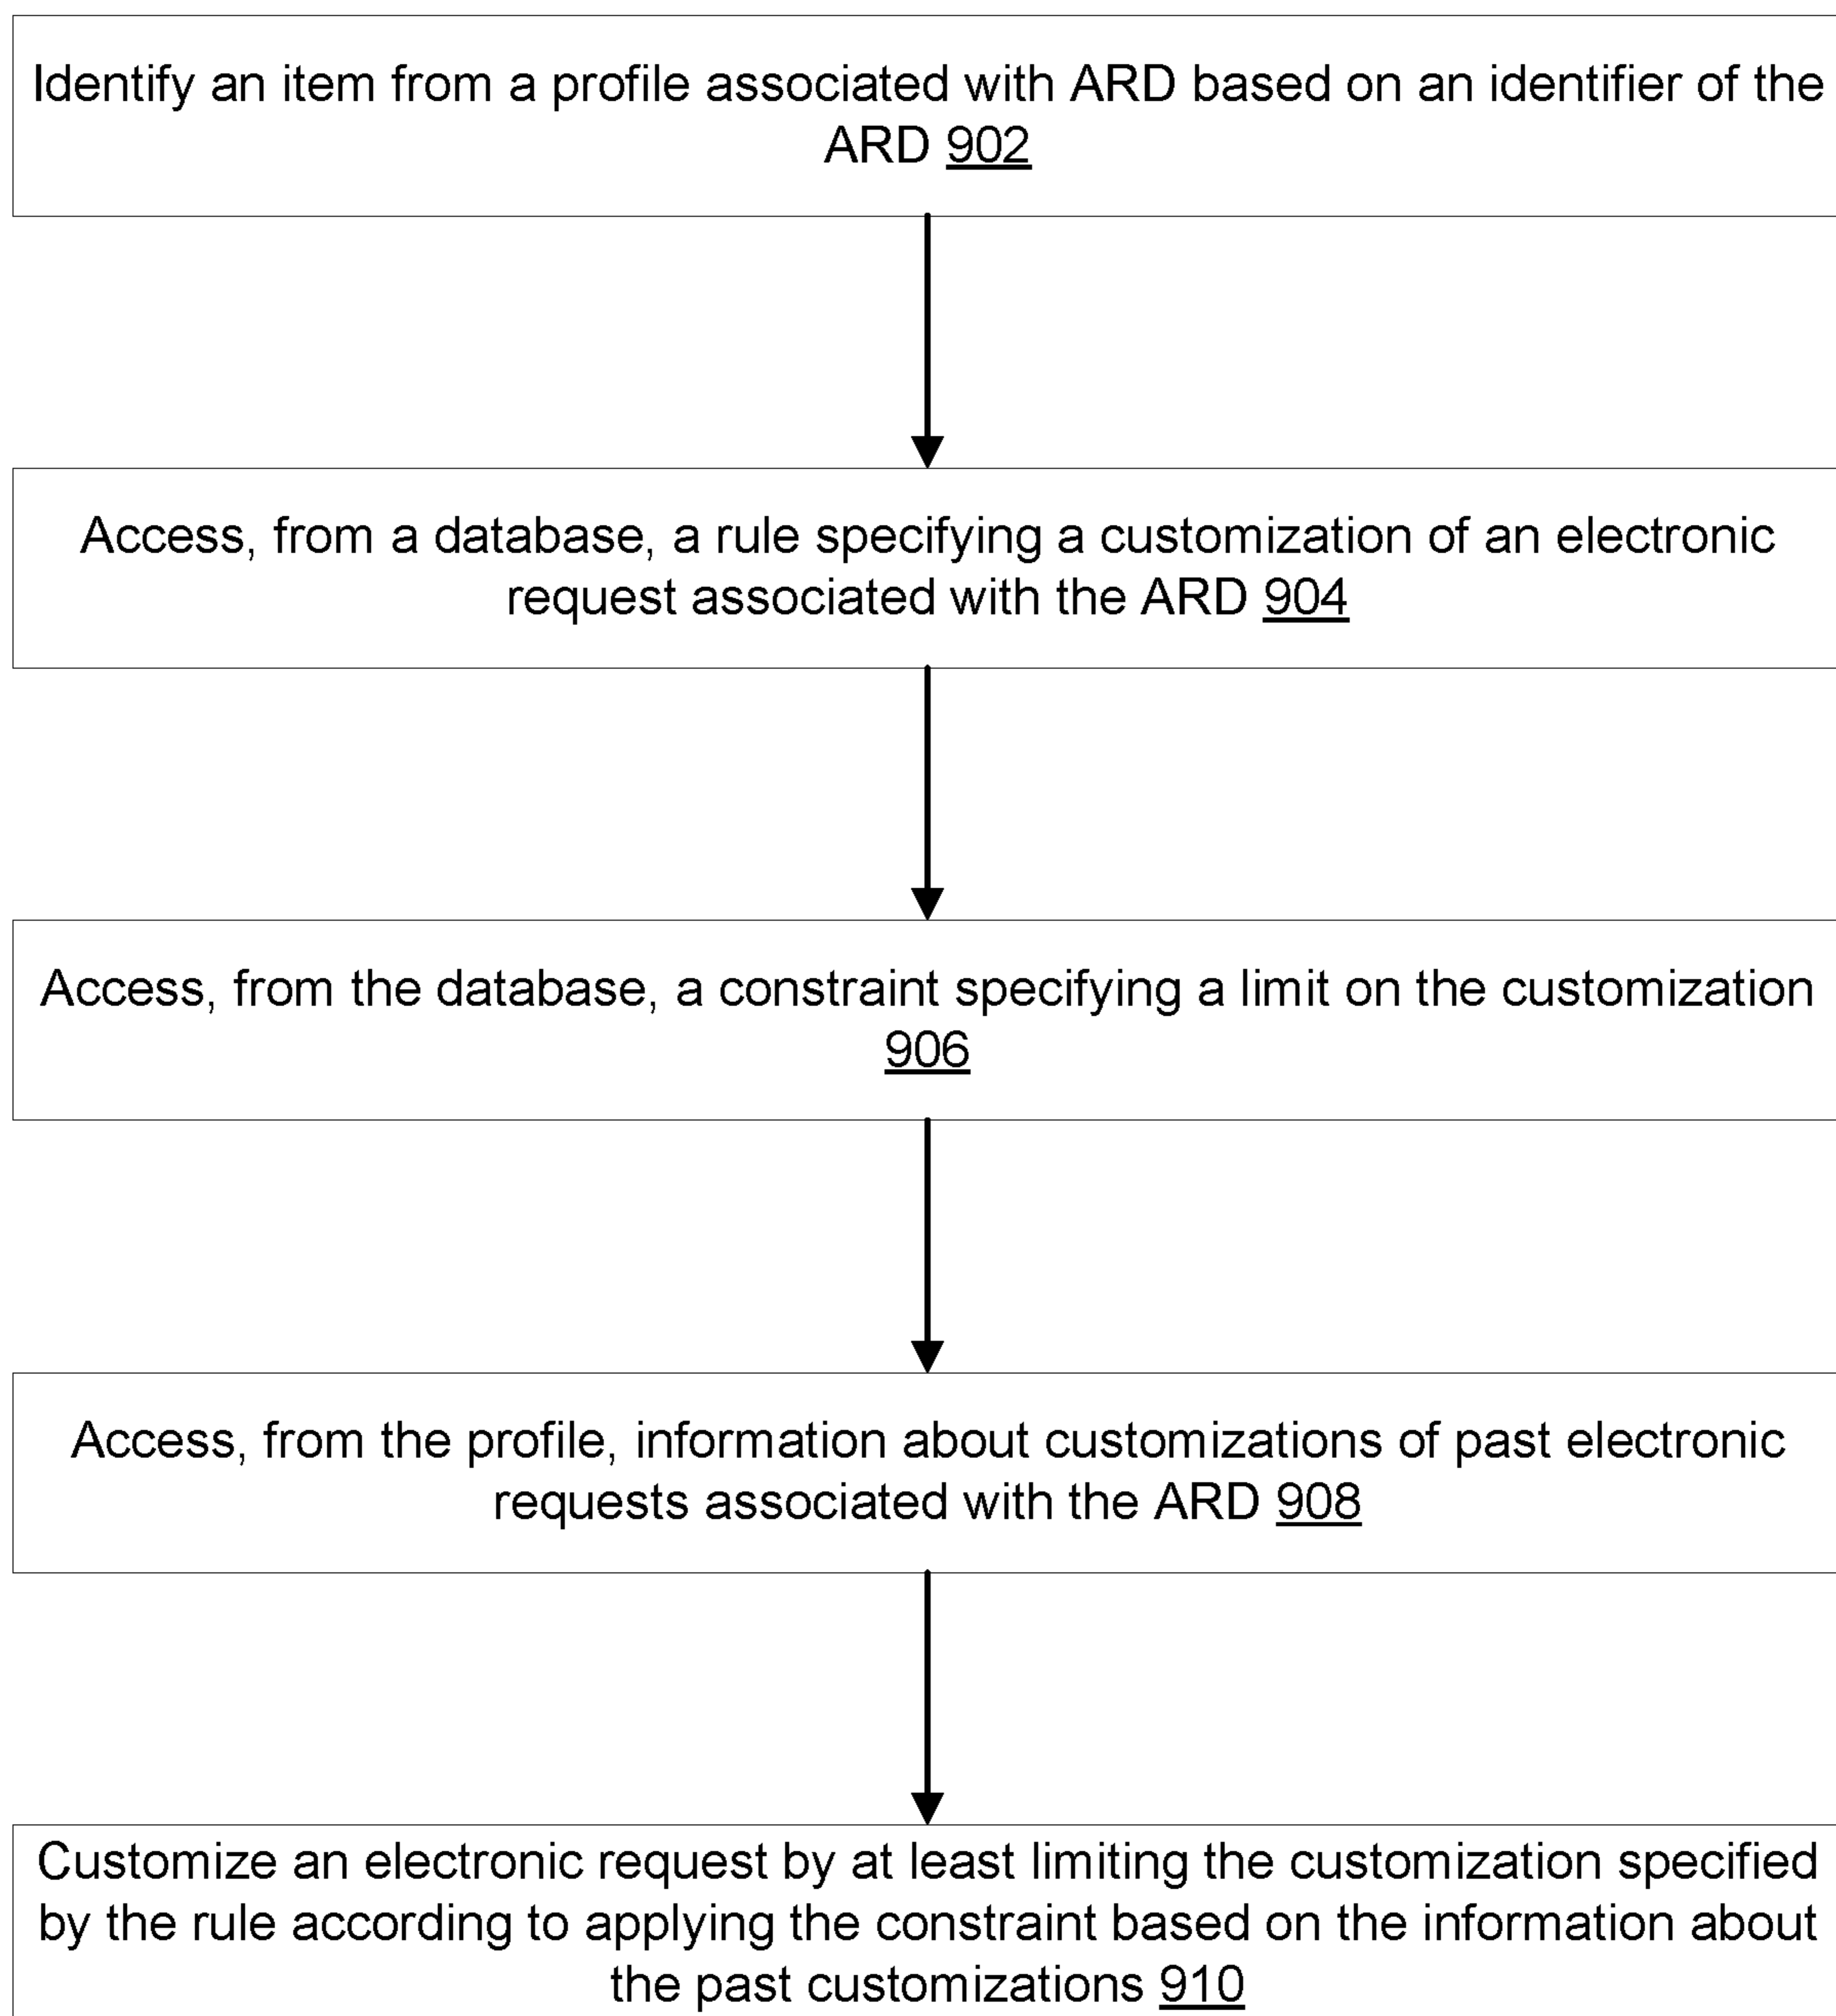 Identify an item from a profile associated with ARD based on an identifier of the
ARD 902
Access, from a database, a rule specifying a customization of an electronic
request associated with the ARD 904
Access, from the database, a constraint specifying a limit on the customization
906
Access, from the profile, information about customizations of past electronic
requests associated with the ARD 908
Customize an electronic request by at least limiting the customization specified
by the rule according to applying the constraint based on the information about
the past customizations 910